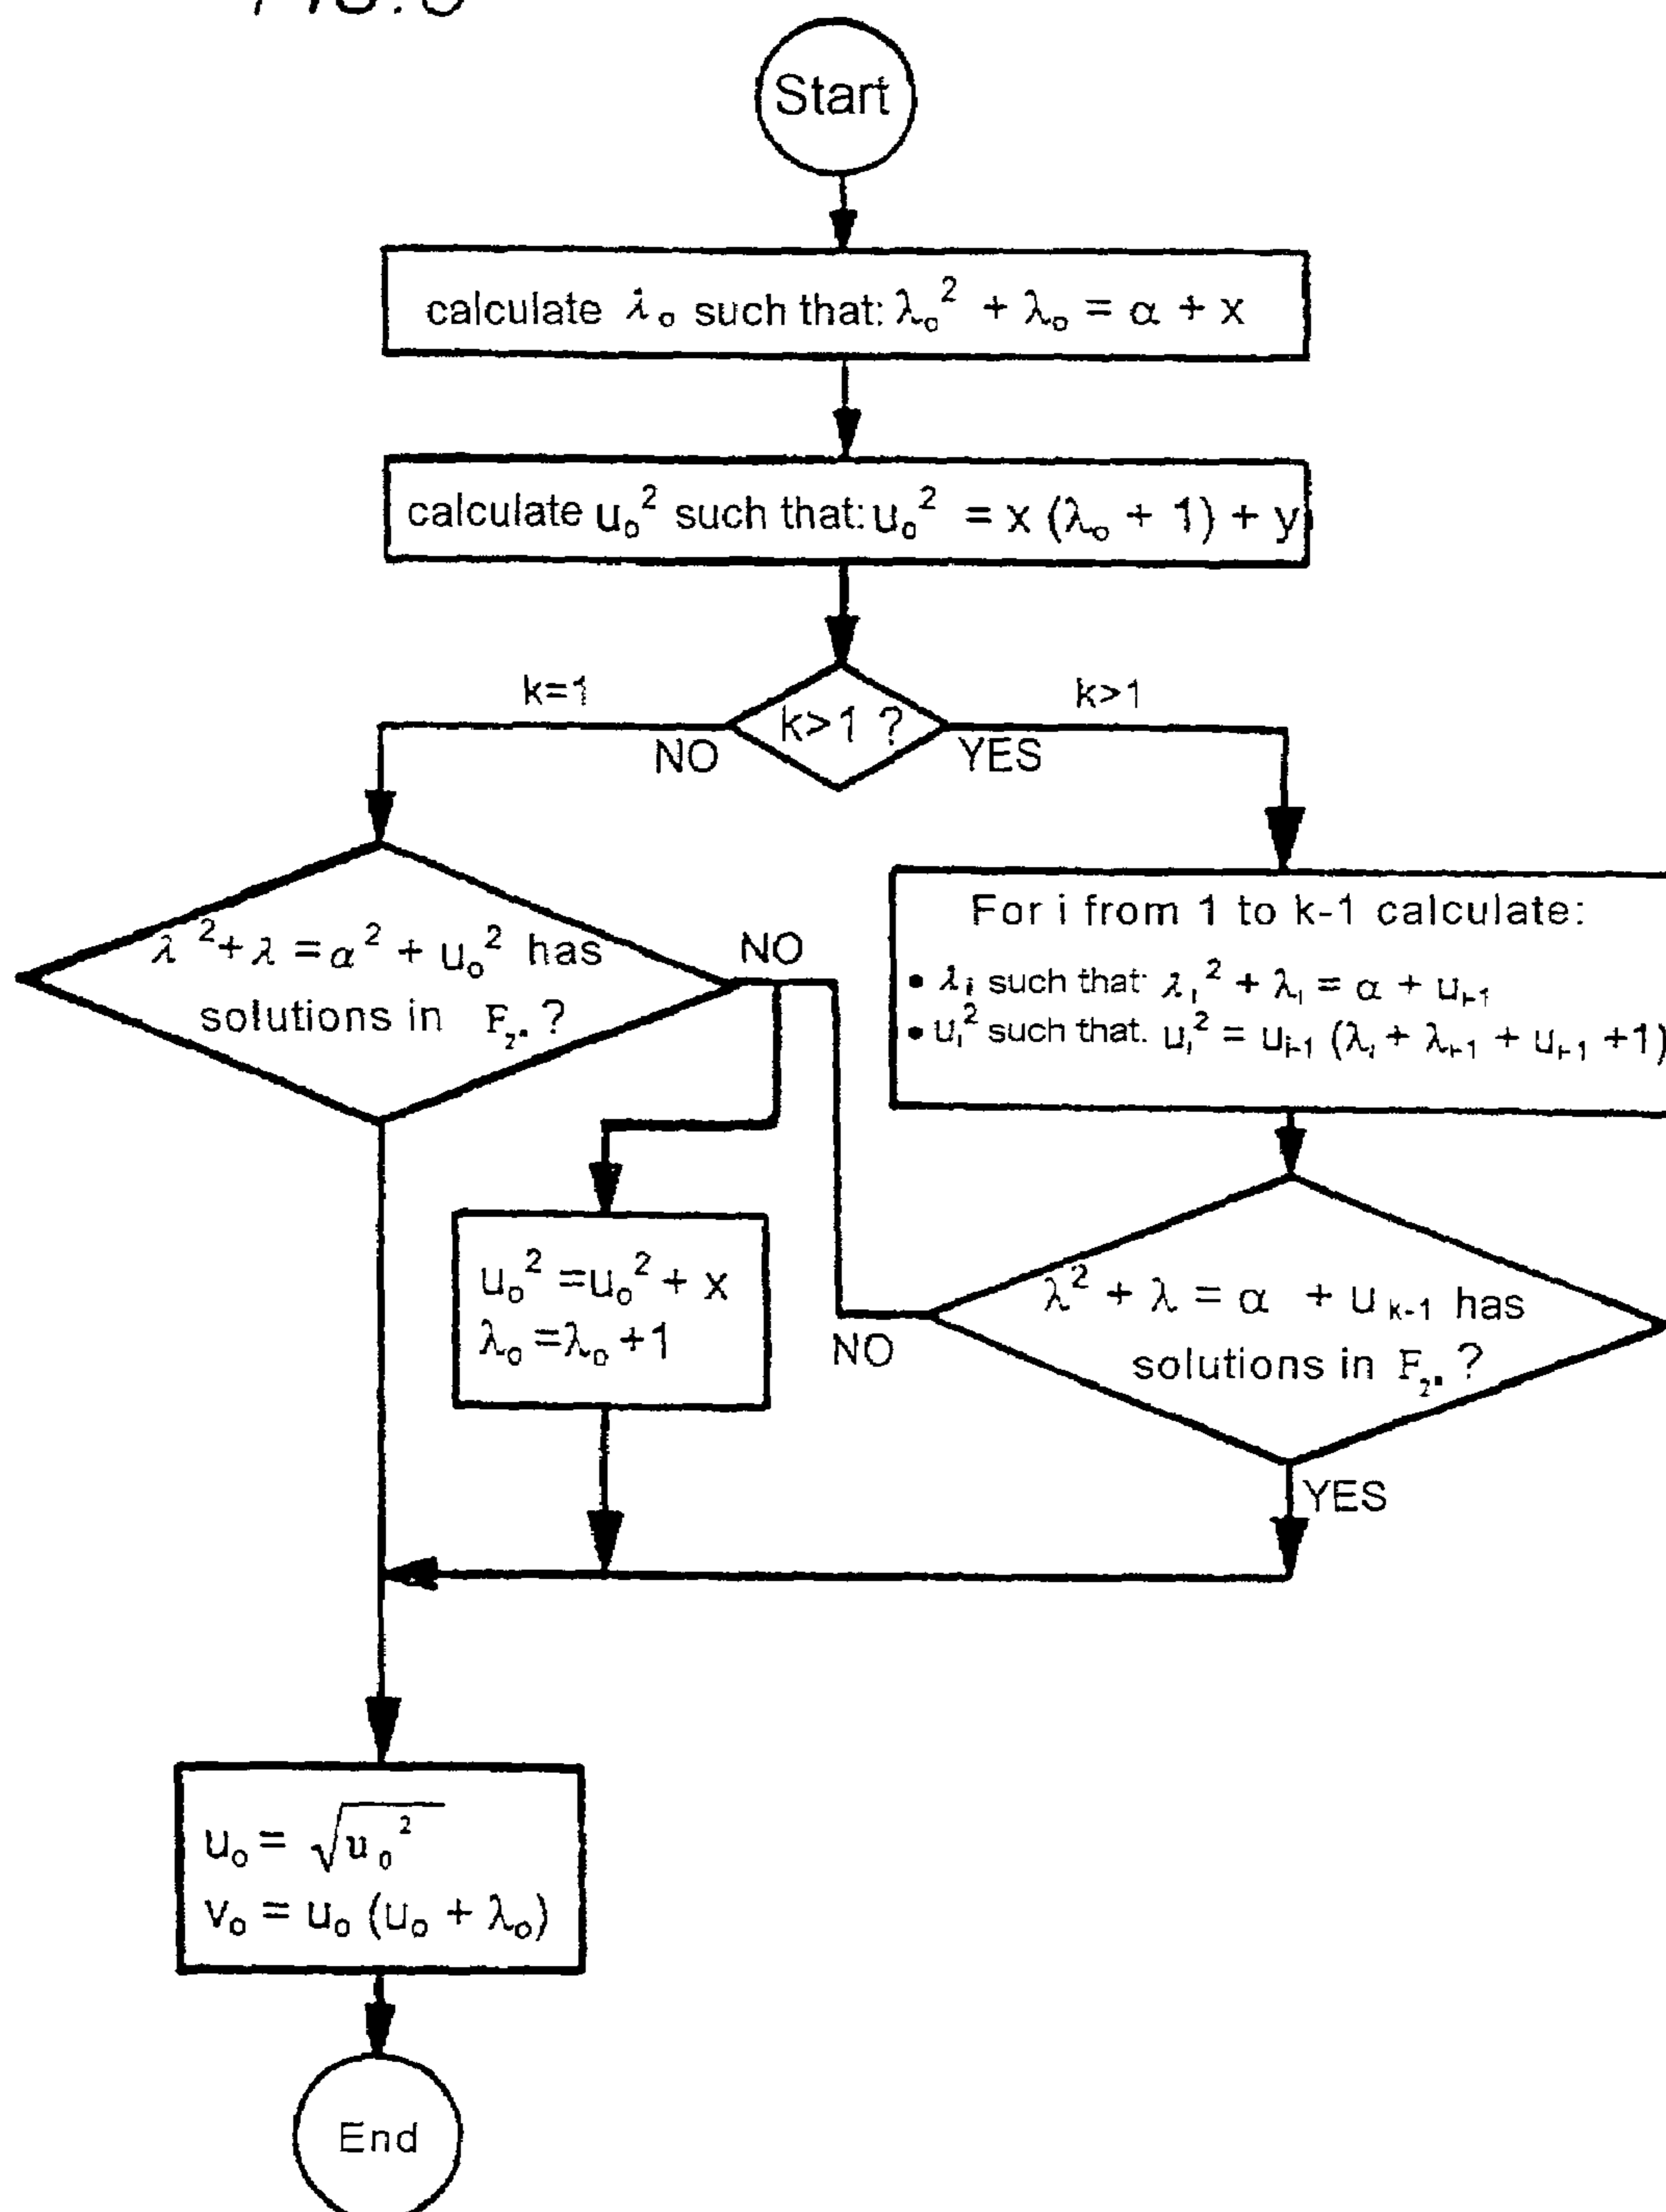 Start
calculate λ₀ such that: λ₀² + λ₀ = α + x
calculate u₀² such that: u₀² = x (λ₀ + 1) + y
k=1
k>1 ?
k>1
NO
YES
λ²+ λ = α² + u₀² has
solutions in F₂ₙ ?
NO
For i from 1 to k-1 calculate:
• λᵢ such that: λᵢ² + λᵢ = α + uᵢ₋₁
• uᵢ² such that. uᵢ² = uᵢ₋₁ (λᵢ + λᵢ₋₁ + uᵢ₋₁ +1)
u₀² =u₀² + x
λ₀ =λ₀ +1
λ² + λ = α + uₖ₋₁ has
solutions in F₂ₙ ?
NO
YES
u₀ = √u₀²
v₀ = u₀ (u₀ + λ₀)
End